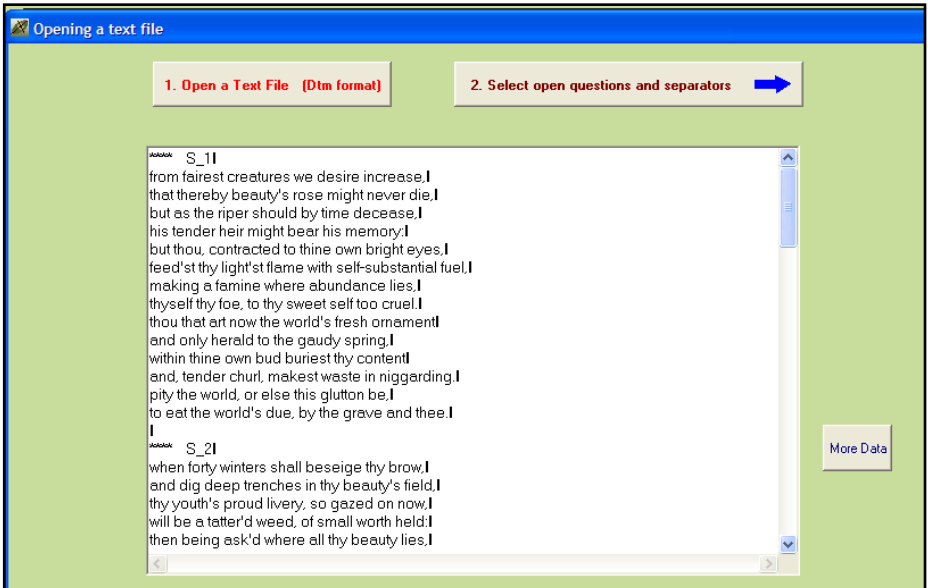 Opening a text file
1. Open a Text File (Dtm format)
2. Select open questions and separators
**** S_1
from fairest creatures we desire increase,
that thereby beauty's rose might never die,
but as the riper should by time decease,
his tender heir might bear his memory:
but thou, contracted to thine own bright eyes,
feed'st thy light'st flame with self-substantial fuel,
making a famine where abundance lies,
thyself thy foe, to thy sweet self too cruel.
thou that art now the world's fresh ornament
and only herald to the gaudy spring,
within thine own bud buriest thy content
and, tender churl, makest waste in niggarding.
pity the world, or else this glutton be,
to eat the world's due, by the grave and thee.
**** S_2
when forty winters shall beseige thy brow,
and dig deep trenches in thy beauty's field,
thy youth's proud livery, so gazed on now,
will be a tatter'd weed, of small worth held:
then being ask'd where all thy beauty lies,
More Data